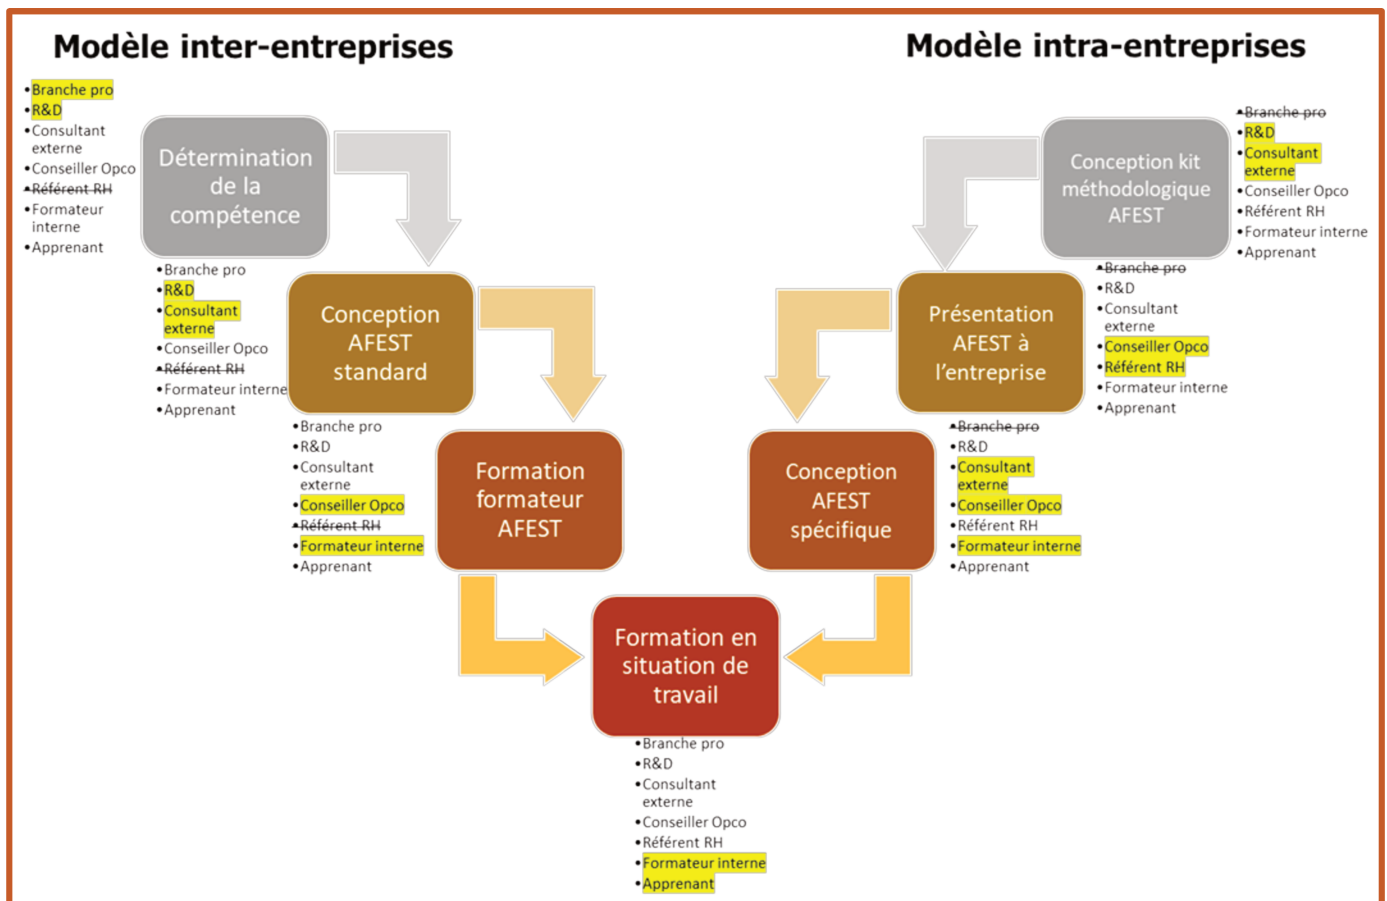 Modèle inter-entreprises
Modèle intra-entreprises
•Branche pro
•R&D
•Consultant
externe
•Conseiller Opco
•Référent RH
•Formateur
interne
•Apprenant
Détermination
de la
compétence
•Branche pro
•R&D
•Consultant
externe
•Conseiller Opco
•Référent RH
•Formateur interne
•Apprenant
Conception
AFEST
standard
•Branche pro
•R&D
•Consultant
externe
•Conseiller Opco
•Référent RH
•Formateur interne
•Apprenant
Formation
formateur
AFEST
Conception kit
méthodologique
AFEST
•Branche pro
•R&D
•Consultant
externe
•Conseiller Opco
•Référent RH
•Formateur interne
•Apprenant
Présentation
AFEST à
l’entreprise
•Branche pro
•R&D
•Consultant
externe
•Conseiller Opco
•Référent RH
•Formateur interne
•Apprenant
Conception
AFEST
spécifique
•Branche pro
•R&D
•Consultant
externe
•Conseiller Opco
•Référent RH
•Formateur interne
•Apprenant
Formation en
situation de
travail
•Branche pro
•R&D
•Consultant
externe
•Conseiller Opco
•Référent RH
•Formateur interne
•Apprenant